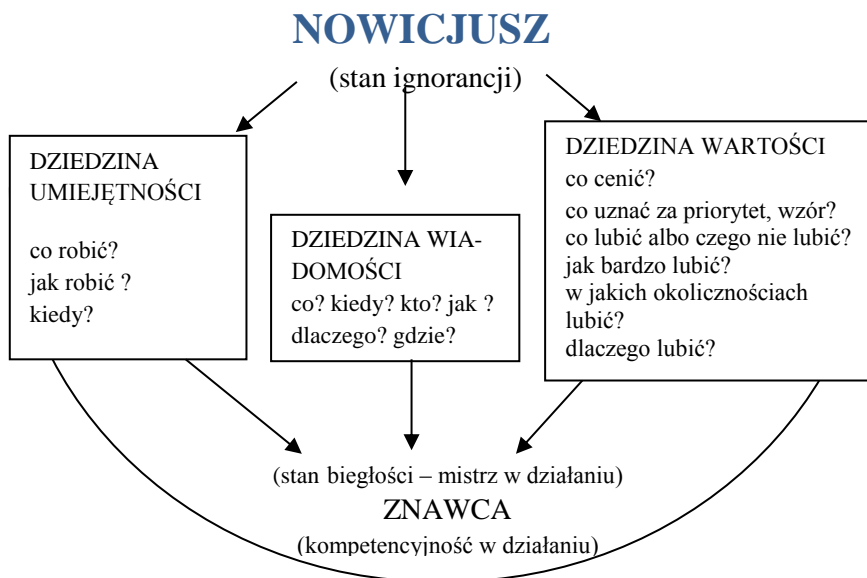 NOWICJUSZ
(stan ignorancji)
DZIEDZINA
UMIEJĘTNOŚCI
co robić?
jak robić ?
kiedy?
DZIEDZINA WIA-
DOMOŚCI
co? kiedy? kto? jak ?
dlaczego? gdzie?
DZIEDZINA WARTOŚCI
co cenić?
co uznać za priorytet, wzór?
co lubić albo czego nie lubić?
jak bardzo lubić?
w jakich okolicznościach
lubić?
dlaczego lubić?
(stan biegłości – mistrz w działaniu)
ZNAWCA
(kompetencyjność w działaniu)